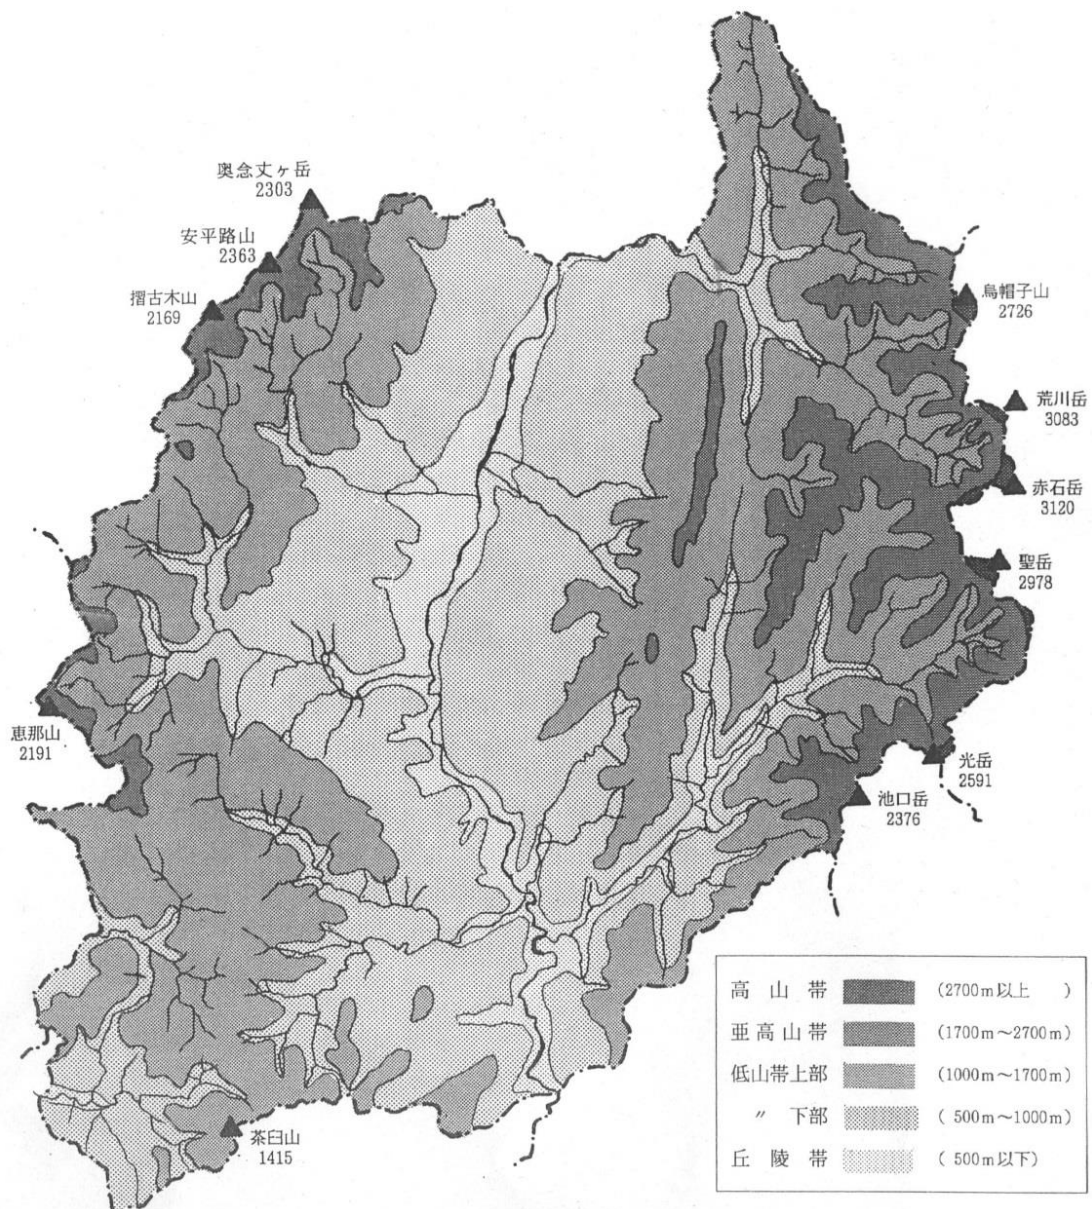 奥念丈ヶ岳
2303
安平路山
2363
摺古木山
2169
烏帽子山
2726
荒川岳
3083
赤石岳
3120
聖岳
2978
恵那山
2191
光岳
2591
池口岳
2376
茶臼山
1415
高山帯 (2700m以上 )
亜高山帯 (1700m〜2700m)
低山帯上部 (1000m〜1700m)
〃 下部 ( 500m〜1000m)
丘陵帯 ( 500m以下)